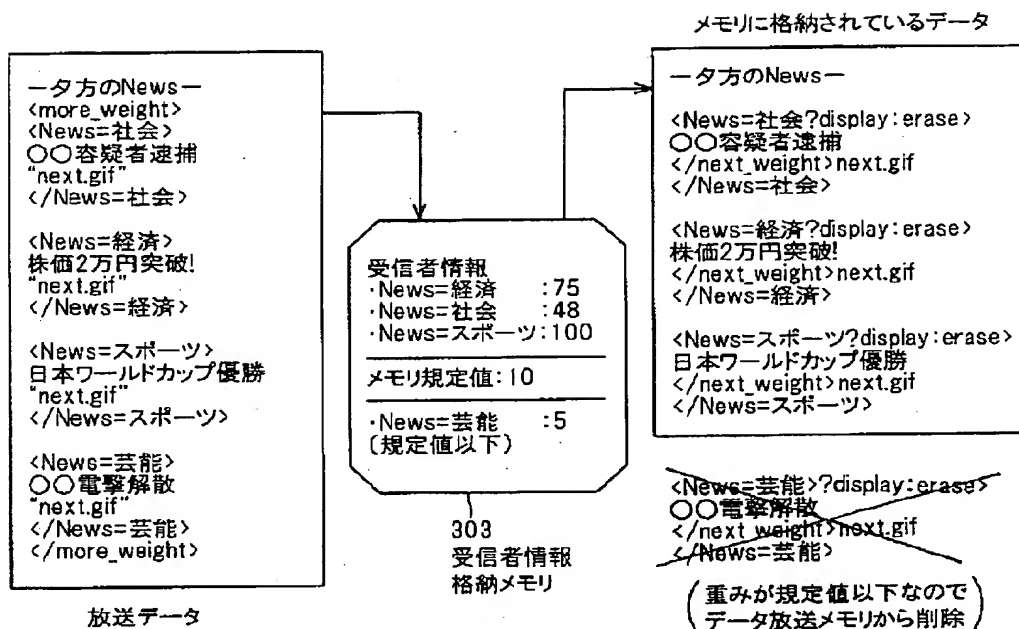 メモリに格納されているデータ
ー夕方のNewsー
<more_weight>
<News=社会>
〇〇容疑者逮捕
"next.gif"
</News=社会>
<News=経済>
株価2万円突破!
"next.gif"
</News=経済>
<News=スポーツ>
日本ワールドカップ優勝
"next.gif"
</News=スポーツ>
<News=芸能>
〇〇電撃解散
"next.gif"
</News=芸能>
</more_weight>
放送データ
受信者情報
・News=経済 :75
・News=社会 :48
・News=スポーツ:100
メモリ規定値:10
・News=芸能 :5
(規定値以下)
303
受信者情報
格納メモリ
ー夕方のNewsー
<News=社会?display:erase>
〇〇容疑者逮捕
</next_weight>next.gif
</News=社会>
<News=経済?display:erase>
株価2万円突破!
</next_weight>next.gif
</News=経済>
<News=スポーツ?display:erase>
日本ワールドカップ優勝
</next_weight>next.gif
</News=スポーツ>
<News=芸能>?display:erase>
〇〇電撃解散
</next_weight>next.gif
</News=芸能>
(重みが規定値以下なので
データ放送メモリから削除)